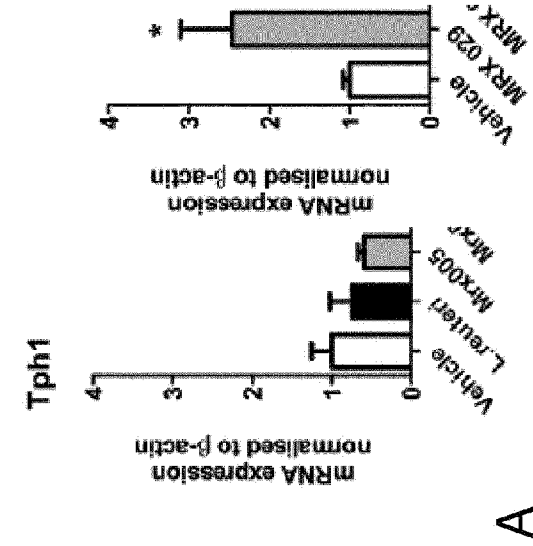 A
Tph1
mRNA expression
normalised to β-actin
4
3
2
1
0
Vehicle
L.reuteri
Mrx005
mRNA expression
normalised to β-actin
4
3
2
1
0
*
Vehicle
MRX 029
MRX